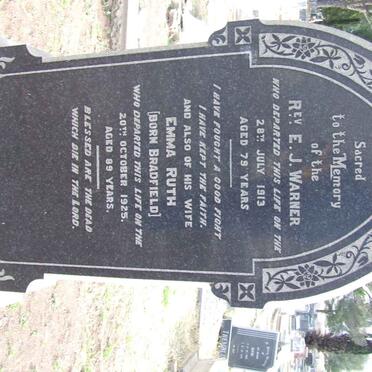 Sacred
to the Memory
of the
REV. E. J. WARNER
WHO DEPARTED THIS LIFE ON THE
28TH JULY 1913
AGED 79 YEARS
I HAVE FOUGHT A GOOD FIGHT
I HAVE KEPT THE FAITH.
AND ALSO OF HIS WIFE
EMMA RUTH
[BORN BRADFIELD]
WHO DEPARTED THIS LIFE ON THE
20TH OCTOBER 1925.
AGED 89 YEARS.
BLESSED ARE THE DEAD
WHICH DIE IN THE LORD.